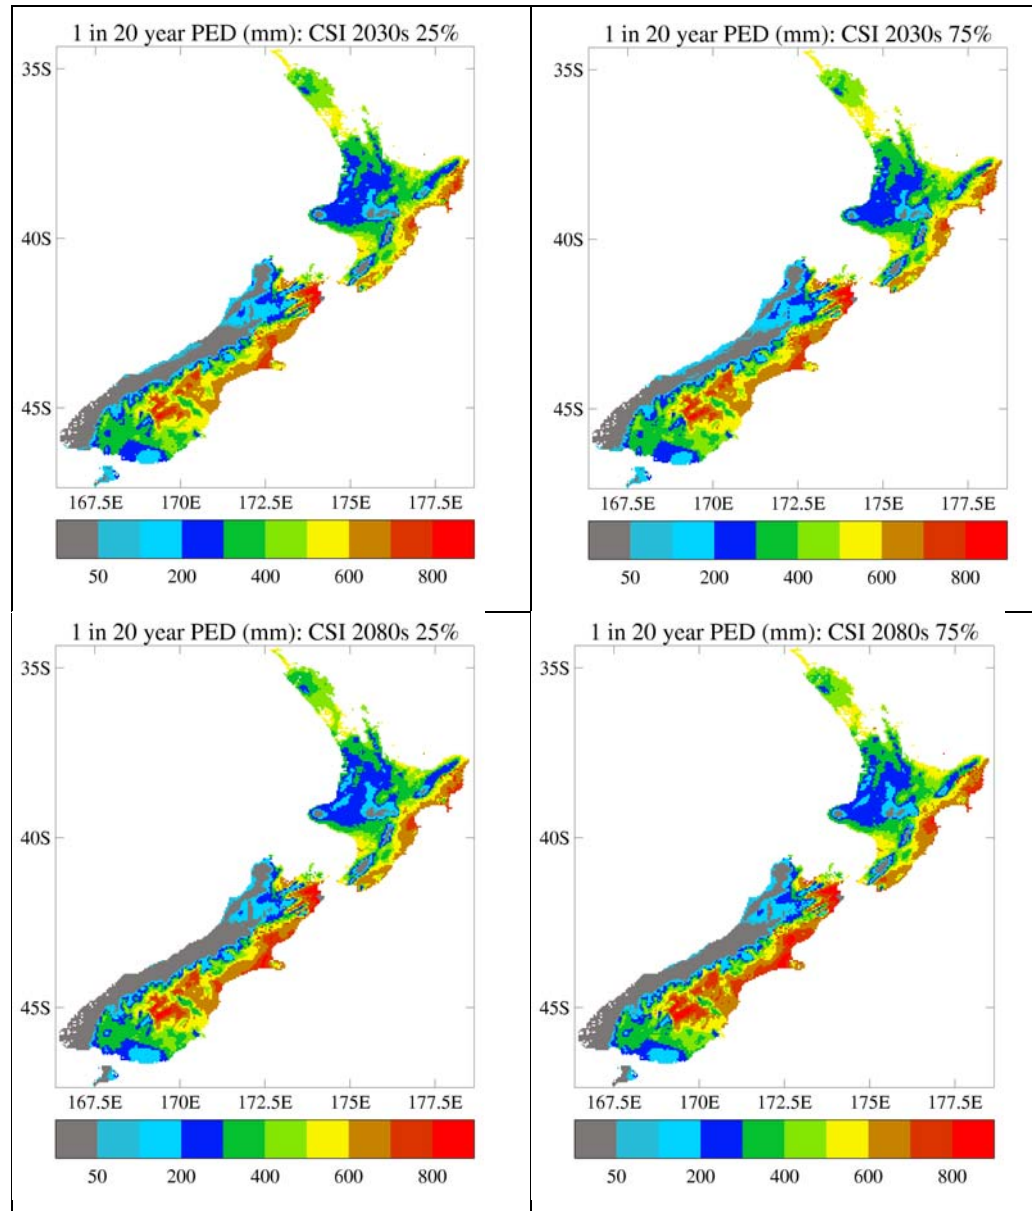 1 in 20 year PED (mm): CSI 2030s 25%
35S
40S
45S
167.5E 170E 172.5E 175E 177.5E
50 200 400 600 800
1 in 20 year PED (mm): CSI 2030s 75%
35S
40S
45S
167.5E 170E 172.5E 175E 177.5E
50 200 400 600 800
1 in 20 year PED (mm): CSI 2080s 25%
35S
40S
45S
167.5E 170E 172.5E 175E 177.5E
50 200 400 600 800
1 in 20 year PED (mm): CSI 2080s 75%
35S
40S
45S
167.5E 170E 172.5E 175E 177.5E
50 200 400 600 800